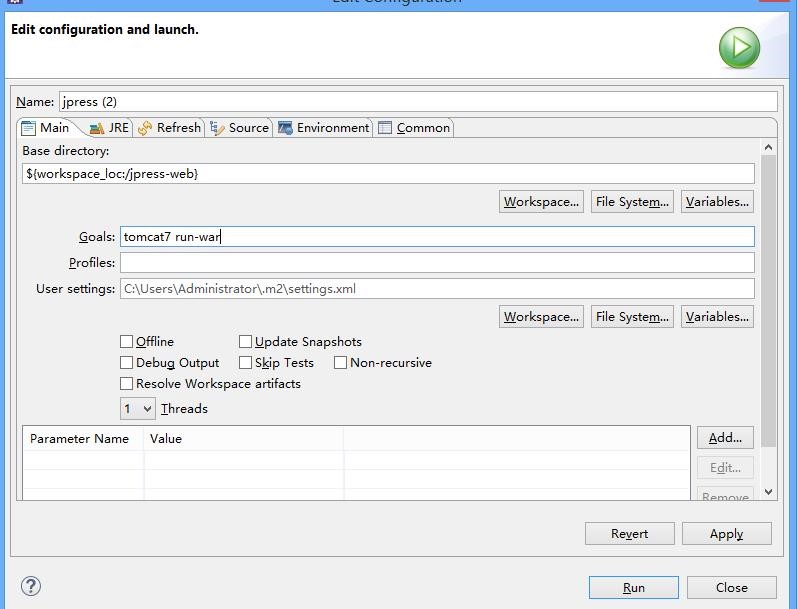 Edit Configuration
Edit configuration and launch.
Name: jpress (2)
Main JRE Refresh Source Environment Common
Base directory:
${workspace_loc:/jpress-web}
Workspace... File System... Variables...
Goals: tomcat7 run-war
Profiles:
User settings: C:\Users\Administrator\.m2\settings.xml
Workspace... File System... Variables...
Offline Update Snapshots
Debug Output Skip Tests Non-recursive
Resolve Workspace artifacts
1 Threads
Parameter Name Value Add...
Edit...
Remove
Revert Apply
? Run Close